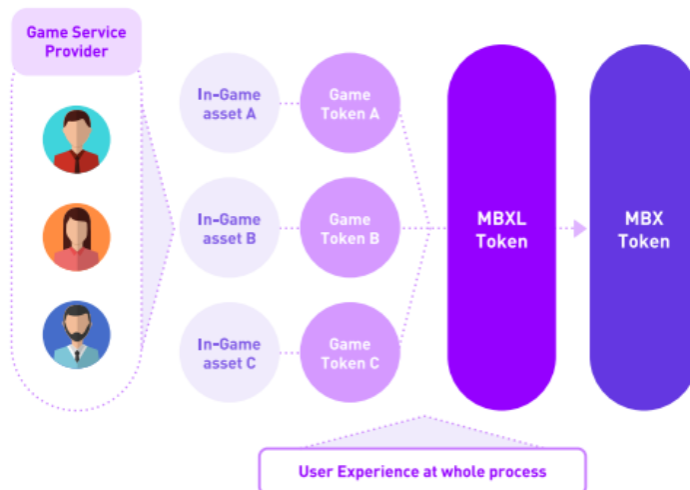 Game Service
Provider
In-Game
asset A
Game
Token A
In-Game
asset B
Game
Token B
In-Game
asset C
Game
Token C
MBXL
Token
MBX
Token
User Experience at whole process